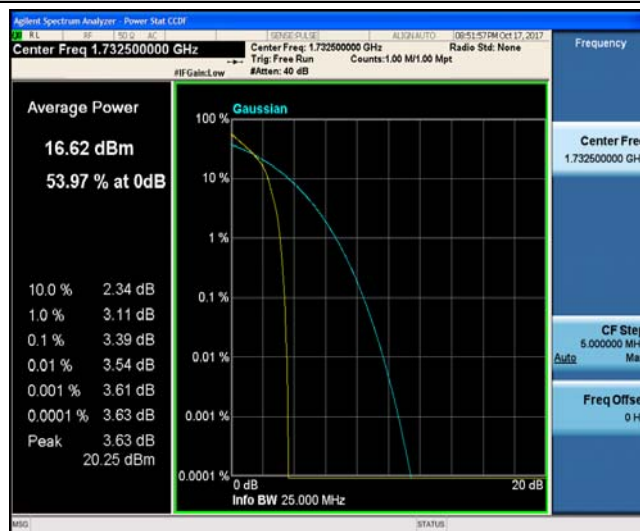 Agilent Spectrum Analyzer - Power Stat CCDF
RL RF 50 Ω AC SENSE:PULSE ALIGN AUTO 08:51:57 PM Oct 17, 2017
Center Freq 1.732500000 GHz
Center Freq: 1.732500000 GHz Radio Std: None
Trig: Free Run Counts:1.00 M/1.00 Mpt
#IFGain:Low #Atten: 40 dB
Frequency
Average Power
16.62 dBm
53.97 % at 0dB
10.0 % 2.34 dB
1.0 % 3.11 dB
0.1 % 3.39 dB
0.01 % 3.54 dB
0.001 % 3.61 dB
0.0001 % 3.63 dB
Peak 3.63 dB
20.25 dBm
Gaussian
100 %
10 %
1 %
0.1 %
0.01 %
0.001 %
0.0001 %
0 dB 20 dB
Info BW 25.000 MHz
Center Fre
1.732500000 GH
CF Ste
5.000000 MH
Auto Ma
Freq Offse
0 H
MSG STATUS